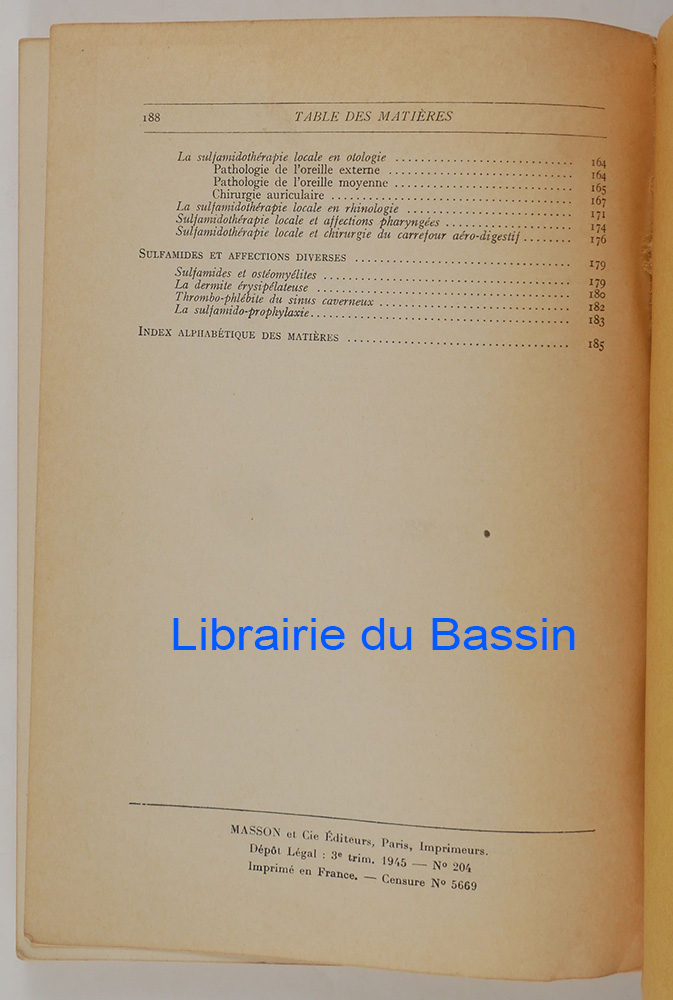 188 TABLE DES MATIÈRES
La sulfamidothérapie locale en otologie ............................ 164
Pathologie de l'oreille externe ............................ 164
Pathologie de l'oreille moyenne ............................ 165
Chirurgie auriculaire ............................ 167
La sulfamidothérapie locale en rhinologie ............................ 171
Sulfamidothérapie locale et affections pharyngées ............................ 174
Sulfamidothérapie locale et chirurgie du carrefour aéro-digestif ........ 176
SULFAMIDES ET AFFECTIONS DIVERSES ............................ 179
Sulfamides et ostéomyélites ............................ 179
La dermite érysipélateuse ............................ 180
Thrombo-phlébite du sinus caverneux ............................ 182
La sulfamido-prophylaxie ............................ 183
INDEX ALPHABÉTIQUE DES MATIÈRES ............................ 185
Librairie du Bassin
MASSON et Cie Éditeurs, Paris, Imprimeurs.
Dépôt Légal : 3e trim. 1945 — No 204
Imprimé en France. — Censure No 5669